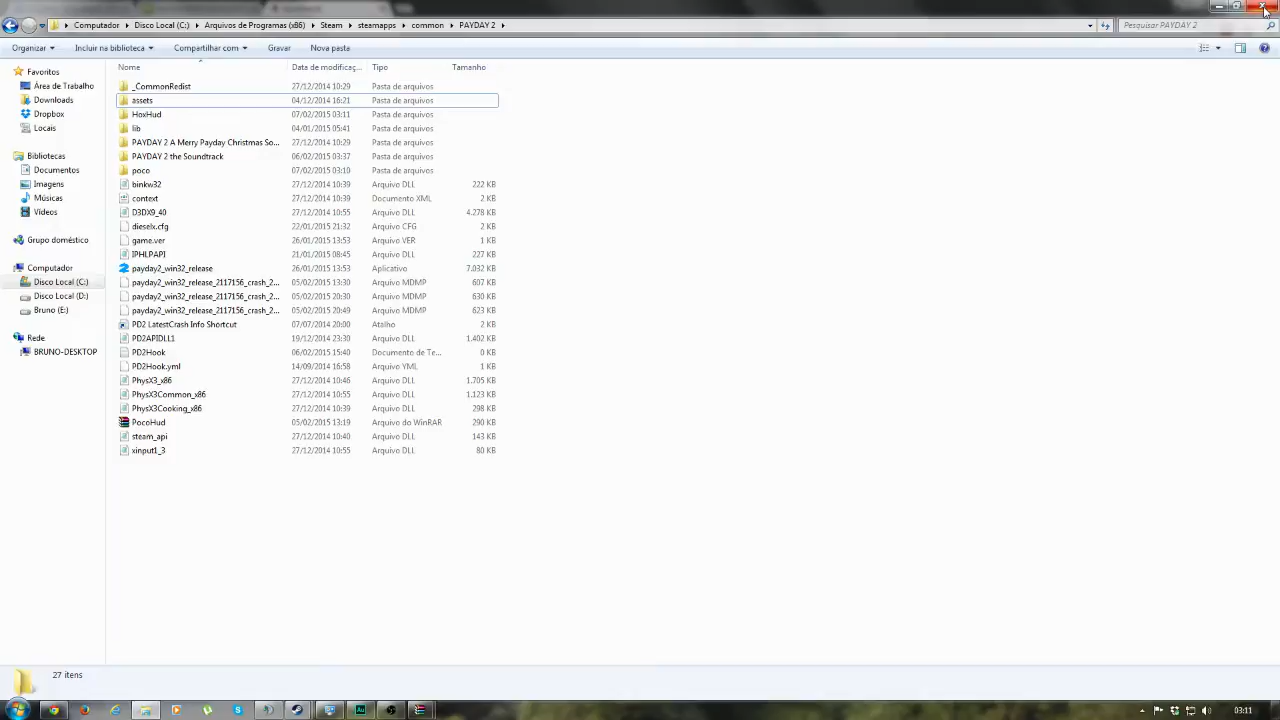 Computador ▸ Disco Local (C:) ▸ Arquivos de Programas (x86) ▸ Steam ▸ steamapps ▸ common ▸ PAYDAY 2 ▸ Pesquisar PAYDAY 2
Organizar Incluir na biblioteca Compartilhar com Gravar Nova pasta
Nome Data de modificaç... Tipo Tamanho
Favoritos
Área de Trabalho
Downloads
Dropbox
Locais
Bibliotecas
Documentos
Imagens
Músicas
Vídeos
Grupo doméstico
Computador
Disco Local (C:)
Disco Local (D:)
Bruno (E:)
Rede
BRUNO-DESKTOP
_CommonRedist 27/12/2014 10:29 Pasta de arquivos
assets 04/12/2014 16:21 Pasta de arquivos
HoxHud 07/02/2015 03:11 Pasta de arquivos
lib 04/01/2015 05:41 Pasta de arquivos
PAYDAY 2 A Merry Payday Christmas So... 27/12/2014 10:29 Pasta de arquivos
PAYDAY 2 the Soundtrack 06/02/2015 03:37 Pasta de arquivos
poco 07/02/2015 03:10 Pasta de arquivos
binkw32 27/12/2014 10:39 Arquivo DLL 222 KB
context 27/12/2014 10:39 Documento XML 2 KB
D3DX9_40 27/12/2014 10:55 Arquivo DLL 4.278 KB
dieselx.cfg 22/01/2015 21:32 Arquivo CFG 2 KB
game.ver 26/01/2015 13:53 Arquivo VER 1 KB
IPHLPAPI 21/01/2015 08:45 Arquivo DLL 227 KB
payday2_win32_release 26/01/2015 13:53 Aplicativo 7.032 KB
payday2_win32_release_2117156_crash_2... 05/02/2015 13:30 Arquivo MDMP 607 KB
payday2_win32_release_2117156_crash_2... 05/02/2015 20:30 Arquivo MDMP 630 KB
payday2_win32_release_2117156_crash_2... 05/02/2015 20:49 Arquivo MDMP 623 KB
PD2 LatestCrash Info Shortcut 07/07/2014 20:00 Atalho 2 KB
PD2APIDLL1 19/12/2014 23:30 Arquivo DLL 1.402 KB
PD2Hook 06/02/2015 15:40 Documento de Te... 0 KB
PD2Hook.yml 14/09/2014 16:58 Arquivo YML 1 KB
PhysX3_x86 27/12/2014 10:46 Arquivo DLL 1.705 KB
PhysX3Common_x86 27/12/2014 10:55 Arquivo DLL 1.123 KB
PhysX3Cooking_x86 27/12/2014 10:39 Arquivo DLL 298 KB
PocoHud 05/02/2015 13:19 Arquivo do WinRAR 290 KB
steam_api 27/12/2014 10:40 Arquivo DLL 143 KB
xinput1_3 27/12/2014 10:55 Arquivo DLL 80 KB
27 itens
03:11